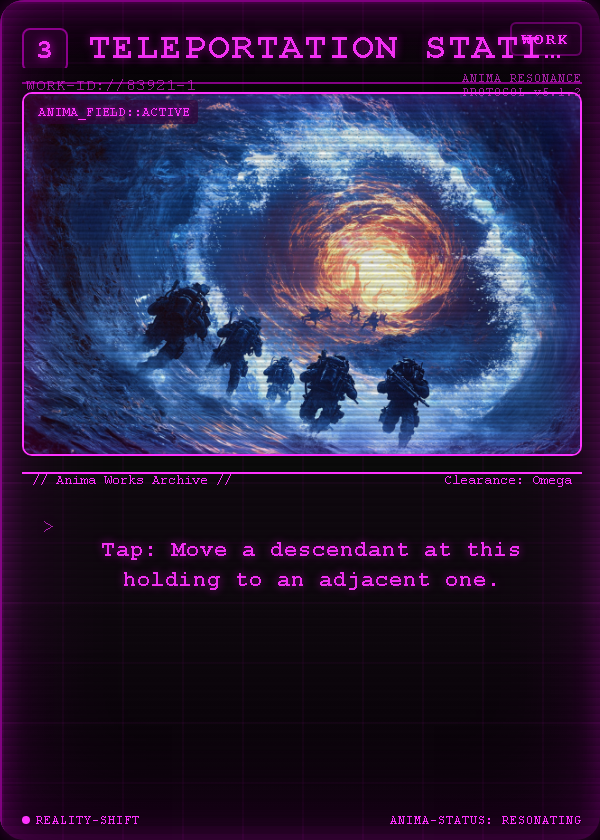 3
TELEPORTATION STATI…
WORK
WORK-ID://83921-1
ANIMA RESONANCE
PROTOCOL v5.1.2
ANIMA_FIELD::ACTIVE
// Anima Works Archive //
Clearance: Omega
>
Tap: Move a descendant at this
holding to an adjacent one.
REALITY-SHIFT
ANIMA-STATUS: RESONATING